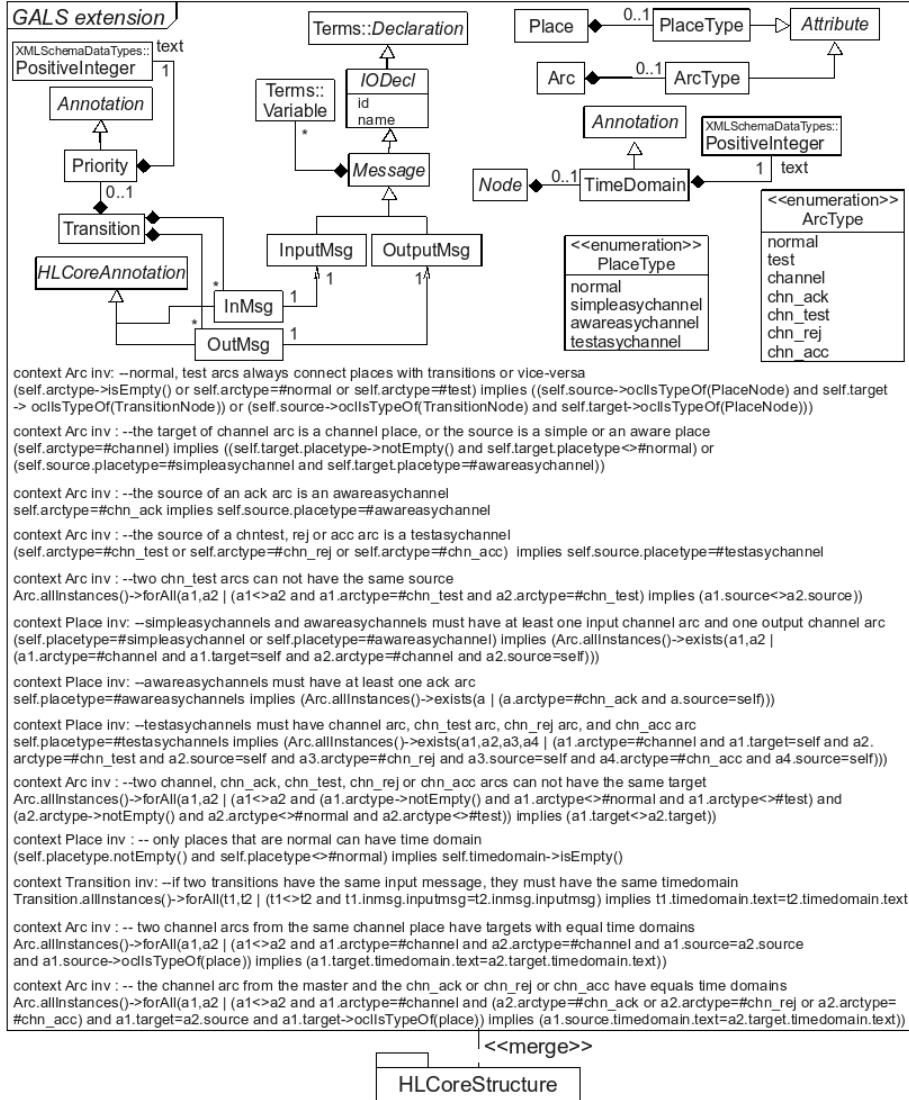 GALS extension
XMLSchemaDataTypes::
PositiveInteger
text
1
Annotation
Priority
0..1
Transition
HLCoreAnnotation
*
InMsg
*
OutMsg
1
1
Terms::Declaration
Terms::
Variable
*
IODecl
id
name
Message
InputMsg
OutputMsg
1
1
Place
0..1
PlaceType
Attribute
Arc
0..1
ArcType
Annotation
XMLSchemaDataTypes::
PositiveInteger
Node
0..1
TimeDomain
1
text
<<enumeration>>
PlaceType
normal
simpleasychannel
awareasychannel
testasychannel
<<enumeration>>
ArcType
normal
test
channel
chn_ack
chn_test
chn_rej
chn_acc
context Arc inv: --normal, test arcs always connect places with transitions or vice-versa
(self.arctype->isEmpty() or self.arctype=#normal or self.arctype=#test) implies ((self.source->oclIsTypeOf(PlaceNode) and self.target
-> oclIsTypeOf(TransitionNode)) or (self.source->oclIsTypeOf(TransitionNode) and self.target->oclIsTypeOf(PlaceNode)))
context Arc inv : --the target of channel arc is a channel place, or the source is a simple or an aware place
(self.arctype=#channel) implies ((self.target.placetype->notEmpty() and self.target.placetype<>#normal) or
(self.source.placetype=#simpleasychannel and self.target.placetype=#awareasychannel))
context Arc inv : --the source of an ack arc is an awareasychannel
self.arctype=#chn_ack implies self.source.placetype=#awareasychannel
context Arc inv : --the source of a chntest, rej or acc arc is a testasychannel
(self.arctype=#chn_test or self.arctype=#chn_rej or self.arctype=#chn_acc)  implies self.source.placetype=#testasychannel
context Arc inv : --two chn_test arcs can not have the same source
Arc.allInstances()->forAll(a1,a2 | (a1<>a2 and a1.arctype=#chn_test and a2.arctype=#chn_test) implies (a1.source<>a2.source))
context Place inv: --simpleasychannels and awareasychannels must have at least one input channel arc and one output channel arc
(self.placetype=#simpleasychannel or self.placetype=#awareasychannel) implies (Arc.allInstances()->exists(a1,a2 |
(a1.arctype=#channel and a1.target=self and a2.arctype=#channel and a2.source=self)))
context Place inv: --awareasychannels must have at least one ack arc
self.placetype=#awareasychannels implies (Arc.allInstances()->exists(a | (a.arctype=#chn_ack and a.source=self)))
context Place inv: --testasychannels must have channel arc, chn_test arc, chn_rej arc, and chn_acc arc
self.placetype=#testasychannels implies (Arc.allInstances()->exists(a1,a2,a3,a4 | (a1.arctype=#channel and a1.target=self and a2.
arctype=#chn_test and a2.source=self and a3.arctype=#chn_rej and a3.source=self and a4.arctype=#chn_acc and a4.source=self)))
context Arc inv : --two channel, chn_ack, chn_test, chn_rej or chn_acc arcs can not have the same target
Arc.allInstances()->forAll(a1,a2 | (a1<>a2 and (a1.arctype->notEmpty() and a1.arctype<>#normal and a1.arctype<>#test) and
(a2.arctype->notEmpty() and a2.arctype<>#normal and a2.arctype<>#test)) implies (a1.target<>a2.target))
context Place inv : -- only places that are normal can have time domain
(self.placetype.notEmpty() and self.placetype<>#normal) implies self.timedomain->isEmpty()
context Transition inv: --if two transitions have the same input message, they must have the same timedomain
Transition.allInstances()->forAll(t1,t2 | (t1<>t2 and t1.inmsg.inputmsg=t2.inmsg.inputmsg) implies t1.timedomain.text=t2.timedomain.text
context Arc inv : -- two channel arcs from the same channel place have targets with equal time domains
Arc.allInstances()->forAll(a1,a2 | (a1<>a2 and a1.arctype=#channel and a2.arctype=#channel and a1.source=a2.source
and a1.source->oclIsTypeOf(place)) implies (a1.target.timedomain.text=a2.target.timedomain.text))
context Arc inv : -- the channel arc from the master and the chn_ack or chn_rej or chn_acc have equals time domains
Arc.allInstances()->forAll(a1,a2 | (a1<>a2 and a1.arctype=#channel and (a2.arctype=#chn_ack or a2.arctype=#chn_rej or a2.arctype=
#chn_acc) and a1.target=a2.source and a1.target->oclIsTypeOf(place)) implies (a1.source.timedomain.text=a2.target.timedomain.text))
<<merge>>
HLCoreStructure